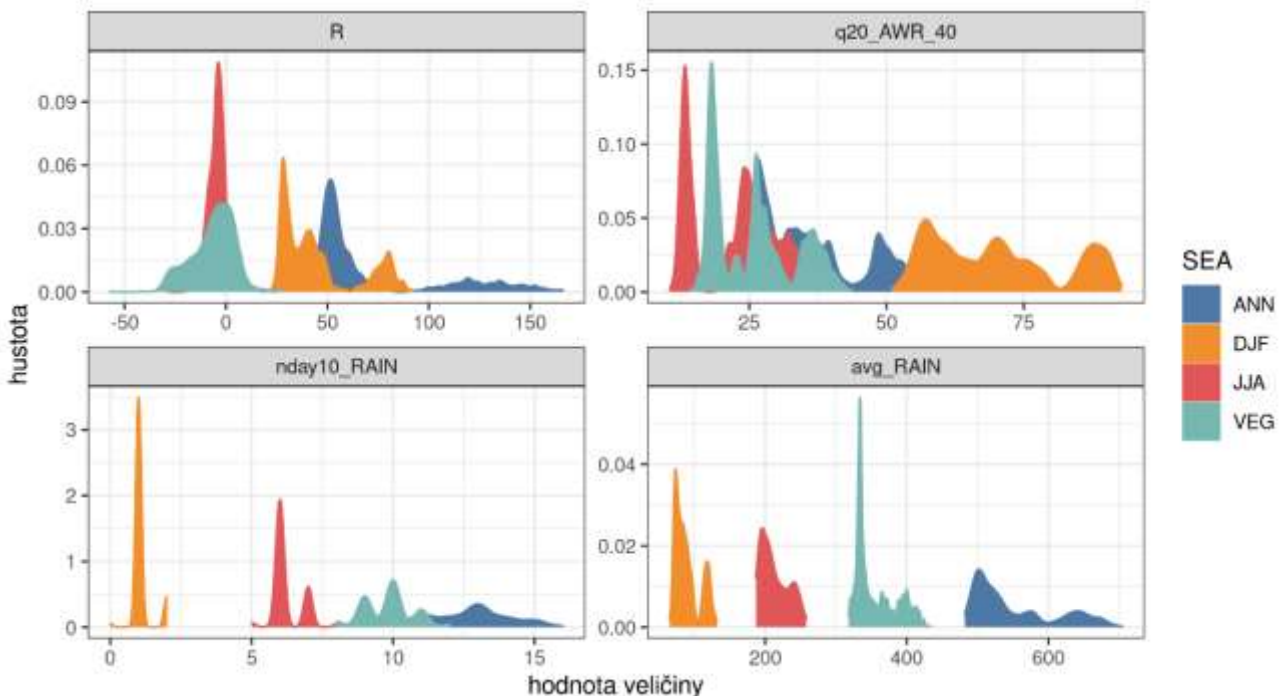 R
q20_AWR_40
0.09
0.06
0.03
0.00
-50 0 50 100 150
0.15
0.10
0.05
0.00
25 50 75
hustota
nday10_RAIN
avg_RAIN
3
2
1
0
0 5 10 15
0.04
0.02
0.00
200 400 600
hodnota veličiny
SEA
ANN
DJF
JJA
VEG